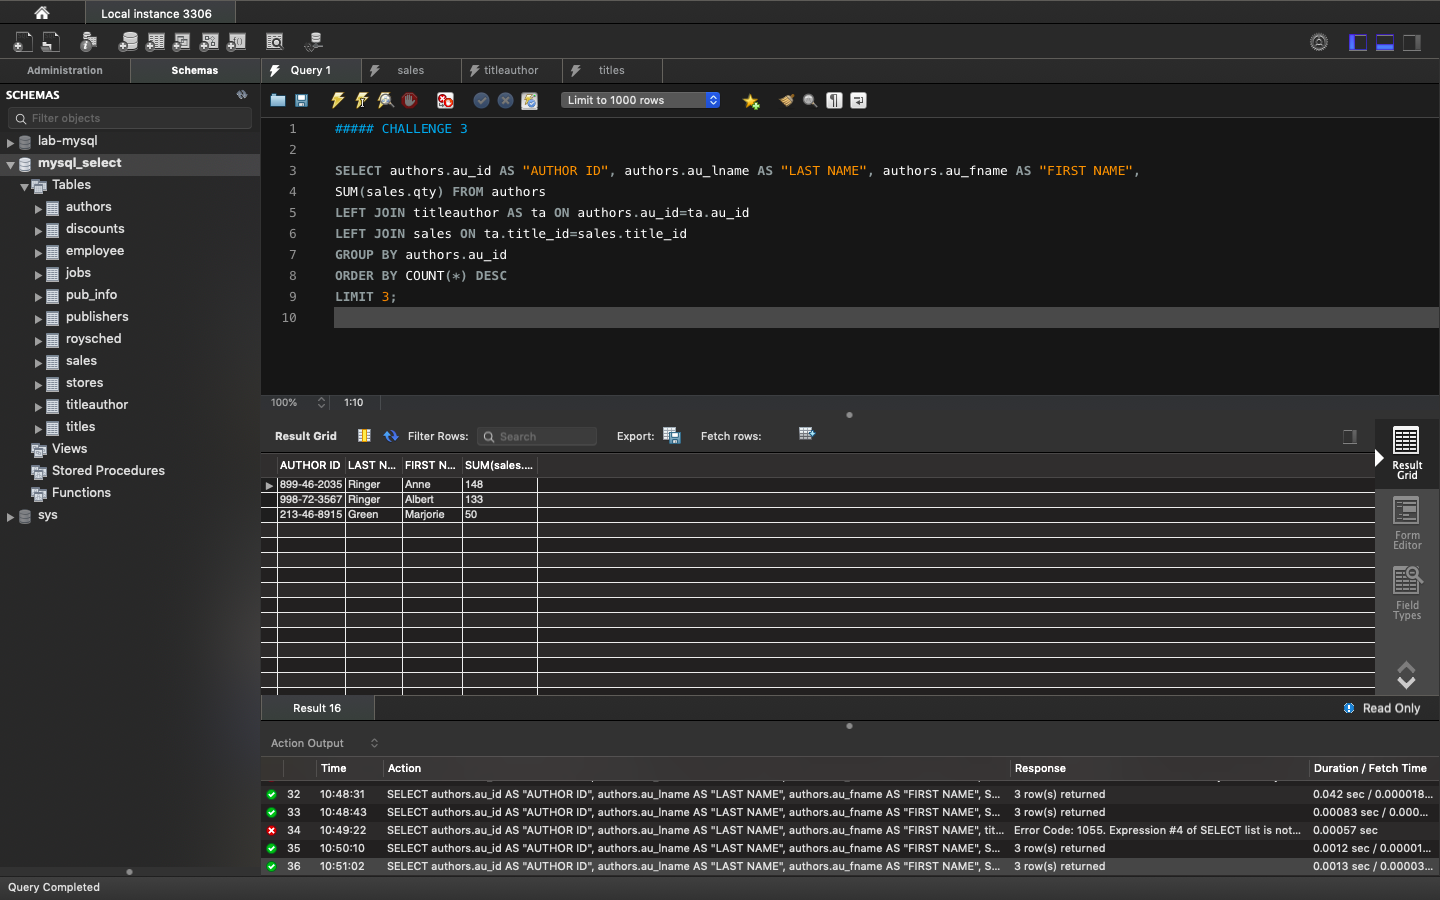 Local instance 3306
Administration
Schemas
Query 1
sales
titleauthor
titles
SCHEMAS
Filter objects
lab-mysql
mysql_select
Tables
authors
discounts
employee
jobs
pub_info
publishers
roysched
sales
stores
titleauthor
titles
Views
Stored Procedures
Functions
sys
Limit to 1000 rows
1 ##### CHALLENGE 3
2
3 SELECT authors.au_id AS "AUTHOR ID", authors.au_lname AS "LAST NAME", authors.au_fname AS "FIRST NAME",
4 SUM(sales.qty) FROM authors
5 LEFT JOIN titleauthor AS ta ON authors.au_id=ta.au_id
6 LEFT JOIN sales ON ta.title_id=sales.title_id
7 GROUP BY authors.au_id
8 ORDER BY COUNT(*) DESC
9 LIMIT 3;
10
100% 1:10
Result Grid Filter Rows: Search Export: Fetch rows:
AUTHOR ID LAST N... FIRST N... SUM(sales....
899-46-2035 Ringer Anne 148
998-72-3567 Ringer Albert 133
213-46-8915 Green Marjorie 50
Result
Grid
Form
Editor
Field
Types
Result 16
Read Only
Action Output
Time Action Response Duration / Fetch Time
32 10:48:31 SELECT authors.au_id AS "AUTHOR ID", authors.au_lname AS "LAST NAME", authors.au_fname AS "FIRST NAME", S... 3 row(s) returned 0.042 sec / 0.000018...
33 10:48:43 SELECT authors.au_id AS "AUTHOR ID", authors.au_lname AS "LAST NAME", authors.au_fname AS "FIRST NAME", S... 3 row(s) returned 0.00083 sec / 0.000...
34 10:49:22 SELECT authors.au_id AS "AUTHOR ID", authors.au_lname AS "LAST NAME", authors.au_fname AS "FIRST NAME", tit... Error Code: 1055. Expression #4 of SELECT list is not... 0.00057 sec
35 10:50:10 SELECT authors.au_id AS "AUTHOR ID", authors.au_lname AS "LAST NAME", authors.au_fname AS "FIRST NAME", S... 3 row(s) returned 0.0012 sec / 0.00001...
36 10:51:02 SELECT authors.au_id AS "AUTHOR ID", authors.au_lname AS "LAST NAME", authors.au_fname AS "FIRST NAME", S... 3 row(s) returned 0.0013 sec / 0.00003...
Query Completed